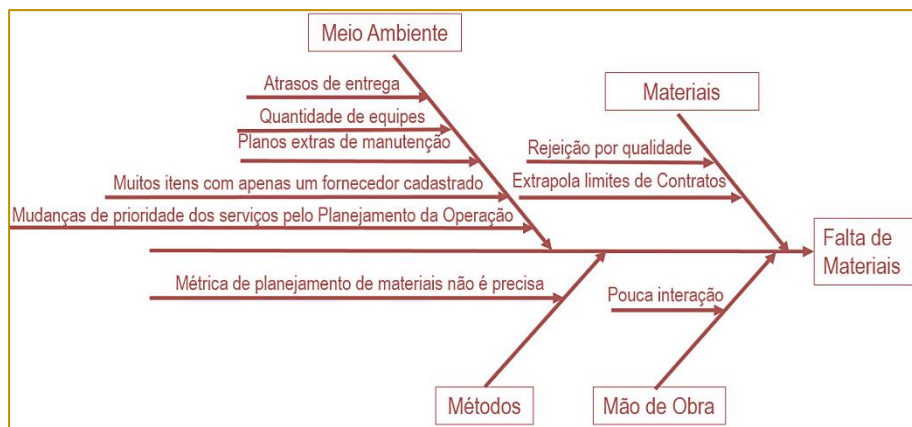 Meio Ambiente
Atrasos de entrega
Quantidade de equipes
Planos extras de manutenção
Muitos itens com apenas um fornecedor cadastrado
Mudanças de prioridade dos serviços pelo Planejamento da Operação
Materiais
Rejeição por qualidade
Extrapola limites de Contratos
Falta de
Materiais
Métrica de planejamento de materiais não é precisa
Pouca interação
Métodos
Mão de Obra